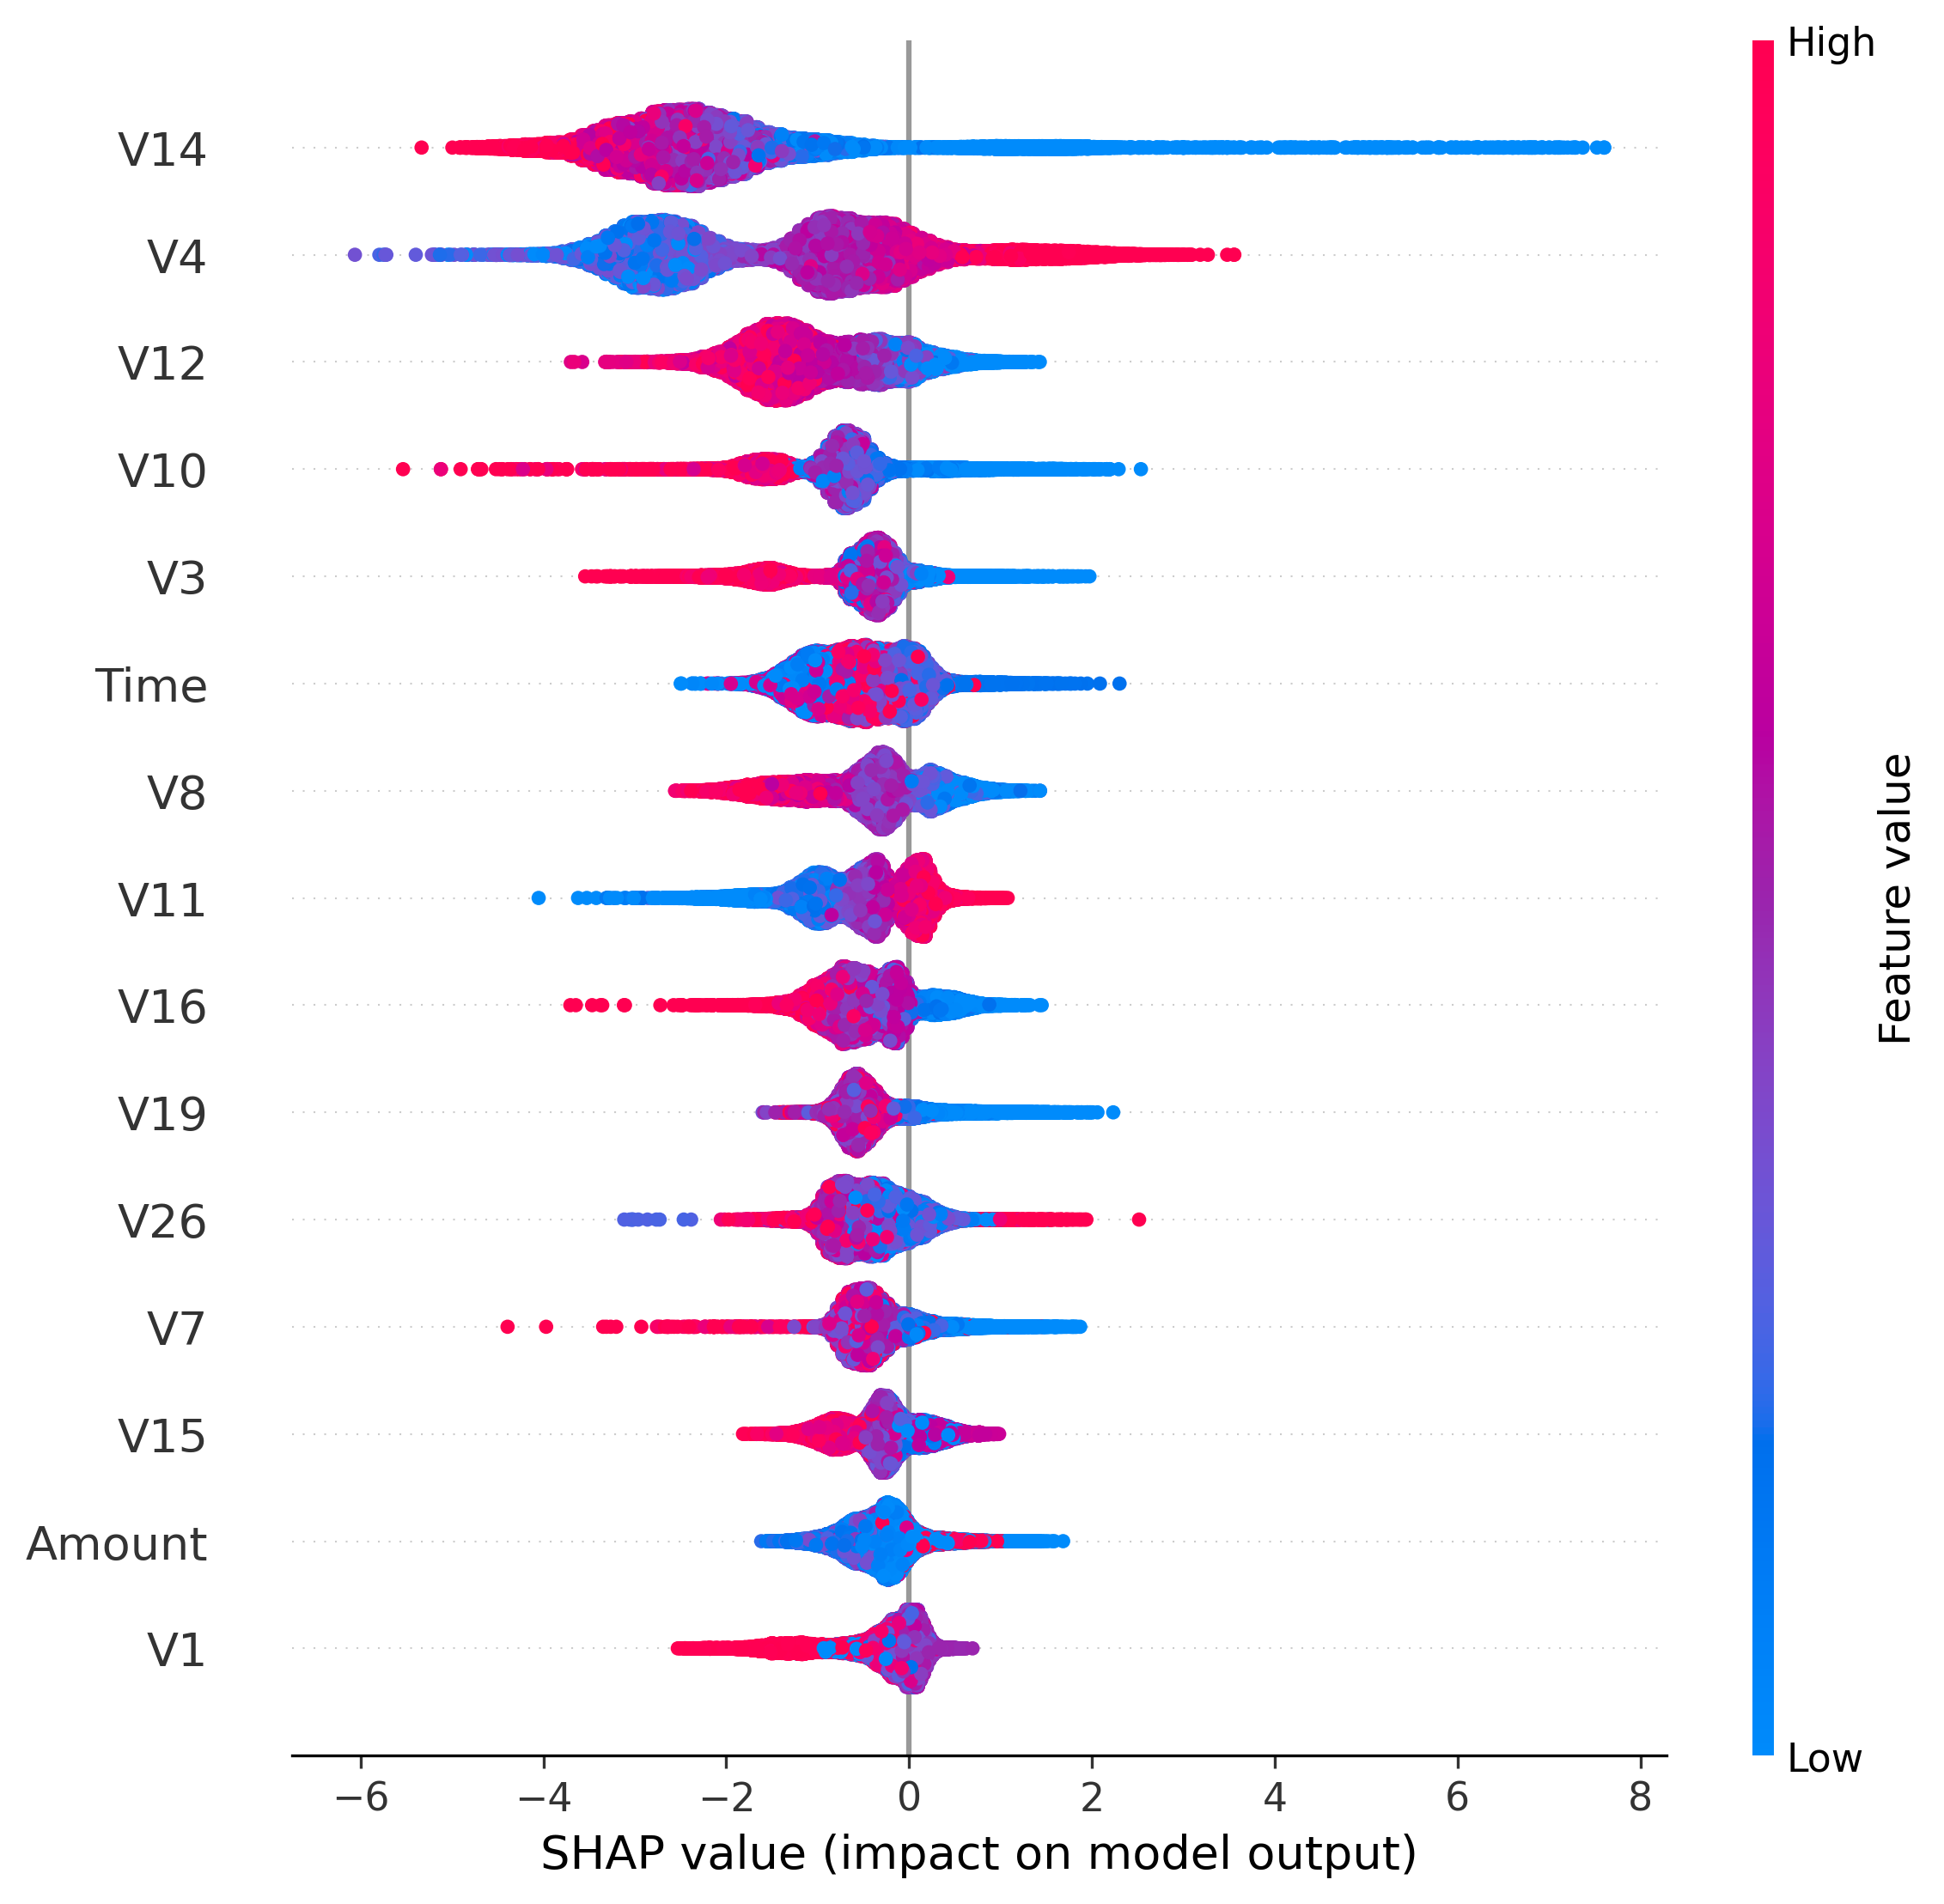 High
V14
V4
V12
V10
V3
Time
V8
V11
V16
V19
V26
V7
V15
Amount
V1
Feature value
Low
−6 −4 −2 0 2 4 6 8
SHAP value (impact on model output)